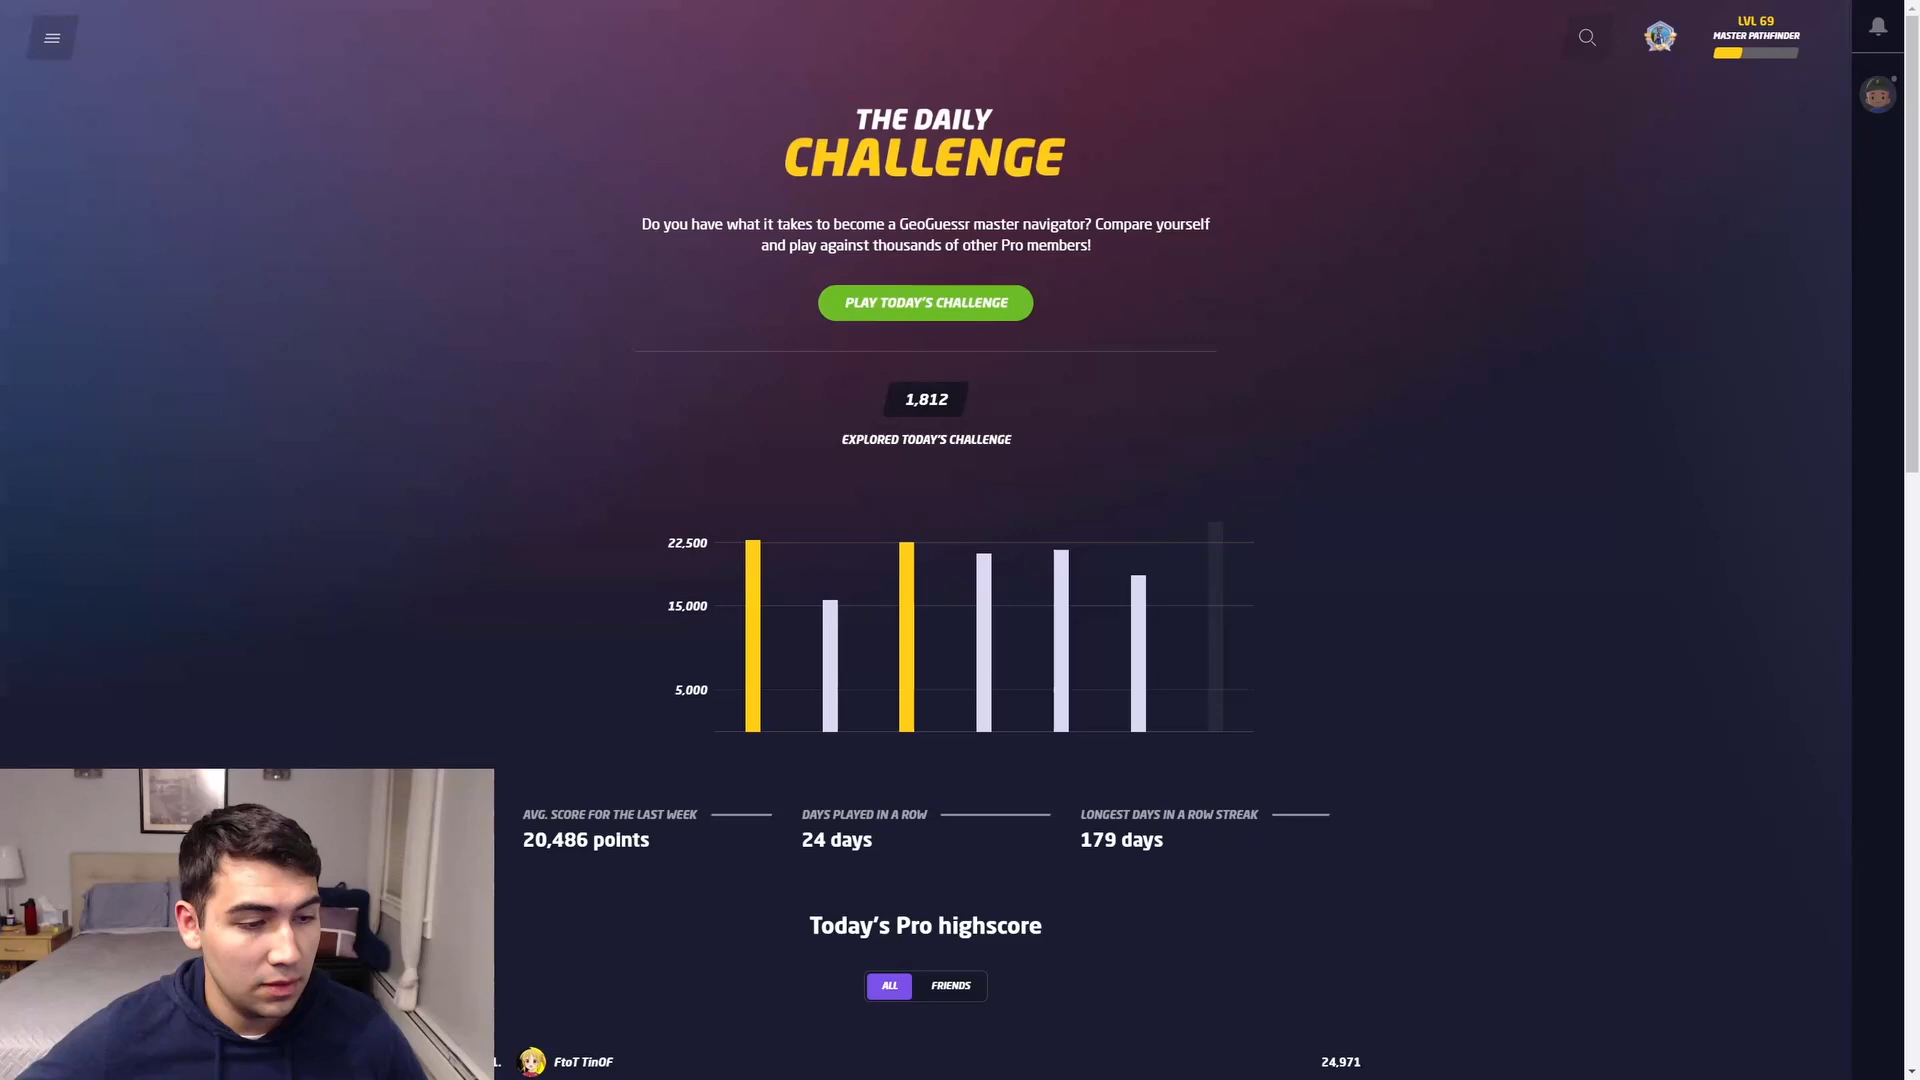 LVL 69
MASTER PATHFINDER
THE DAILY
CHALLENGE
Do you have what it takes to become a GeoGuessr master navigator? Compare yourself
and play against thousands of other Pro members!
PLAY TODAY'S CHALLENGE
1,812
EXPLORED TODAY'S CHALLENGE
22,500
15,000
5,000
AVG. SCORE FOR THE LAST WEEK
20,486 points
DAYS PLAYED IN A ROW
24 days
LONGEST DAYS IN A ROW STREAK
179 days
Today's Pro highscore
ALL
FRIENDS
FtoT TinOF
24,971